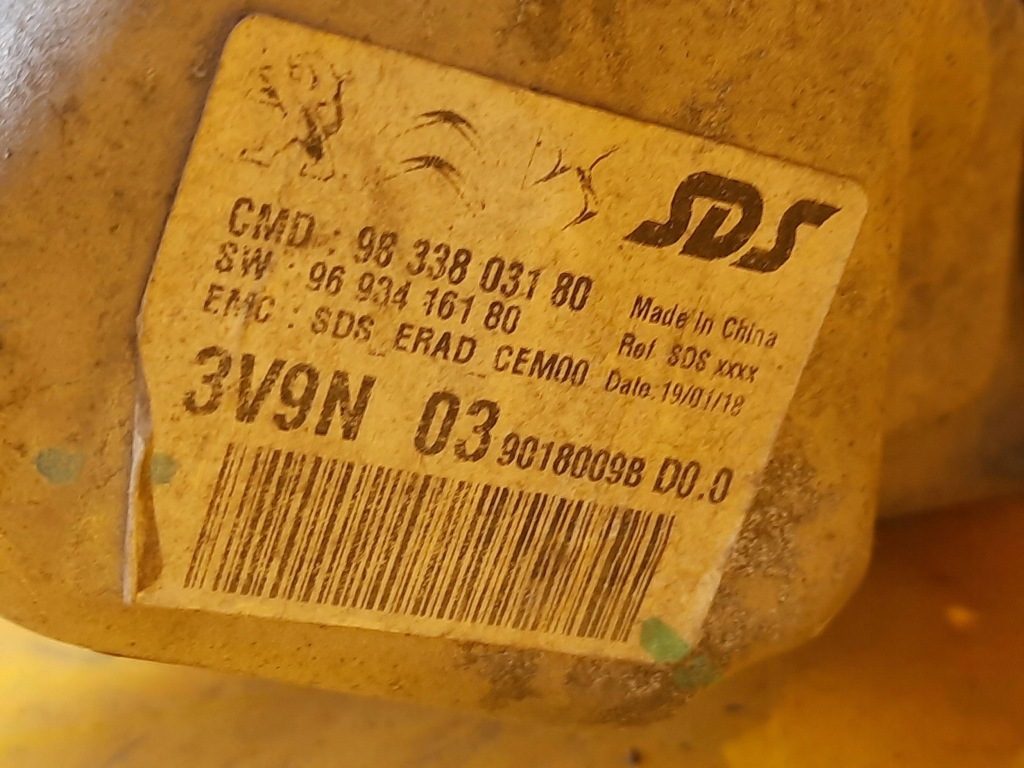 SDS
CMD : 98 338 031 80
SW : 96 934 161 80
EMC : SDS_ERAD_CEM00
Made In China
Ref. SDS xxxx
Date: 19/01/18
3V9N 03 9018009B D0.0